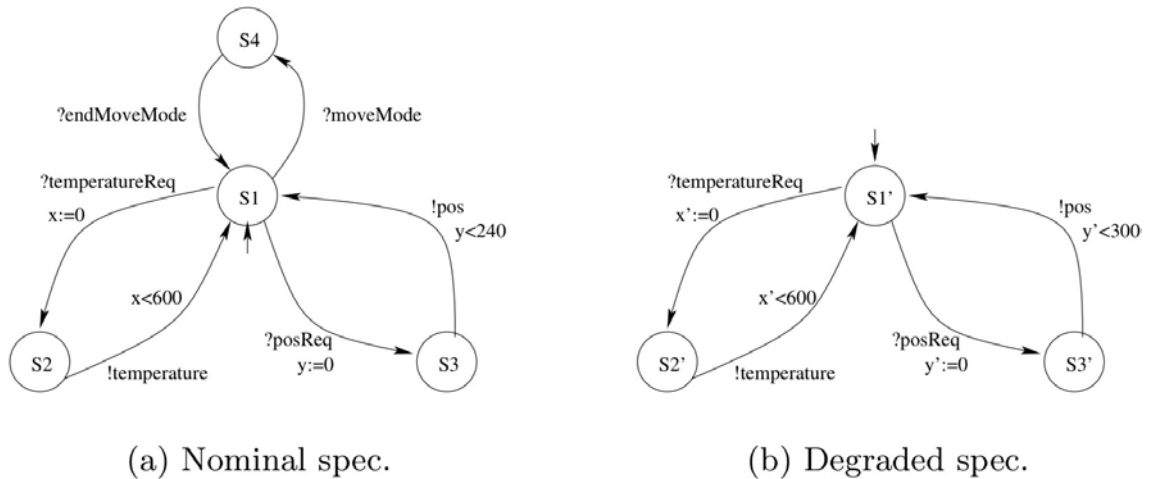 S4
?endMoveMode
?moveMode
?temperatureReq
x:=0
S1
!pos
y<240
x<600
?posReq
y:=0
S2
!temperature
S3
(a) Nominal spec.
?temperatureReq
x':=0
S1'
!pos
y'<300
x'<600
?posReq
y':=0
S2'
!temperature
S3'
(b) Degraded spec.